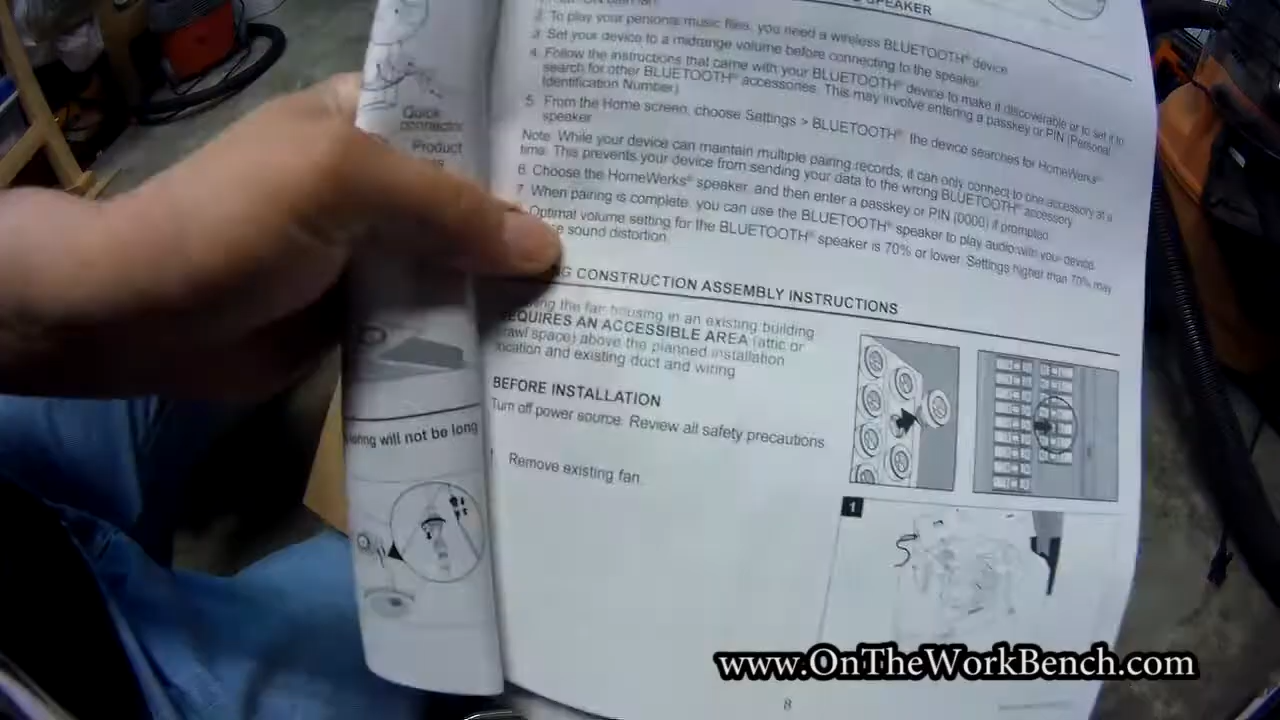 SPEAKER
2. To play your personal music files, you need a wireless BLUETOOTH® device
3. Set your device to a midrange volume before connecting to the speaker
4. Follow the instructions that came with your BLUETOOTH® device to make it discoverable or to set it to
search for other BLUETOOTH® accessories. This may involve entering a passkey or PIN (Personal
Identification Number)
5. From the Home screen, choose Settings > BLUETOOTH® the device searches for HomeWerks®
speaker
Note: While your device can maintain multiple pairing records, it can only connect to one accessory at a
time. This prevents your device from sending your data to the wrong BLUETOOTH® accessory
6. Choose the HomeWerks® speaker, and then enter a passkey or PIN (0000) if prompted
7. When pairing is complete, you can use the BLUETOOTH® speaker to play audio with your device.
Optimal volume setting for the BLUETOOTH® speaker is 70% or lower. Settings higher than 70% may
sound distortion.
CONSTRUCTION ASSEMBLY INSTRUCTIONS
the fan housing in an existing building
REQUIRES AN ACCESSIBLE AREA (attic or
space) above the planned installation
location and existing duct and wiring
BEFORE INSTALLATION
Turn off power source. Review all safety precautions
Remove existing fan.
1
8
Quick
connector
Product
will not be long
www.OnTheWorkBench.com